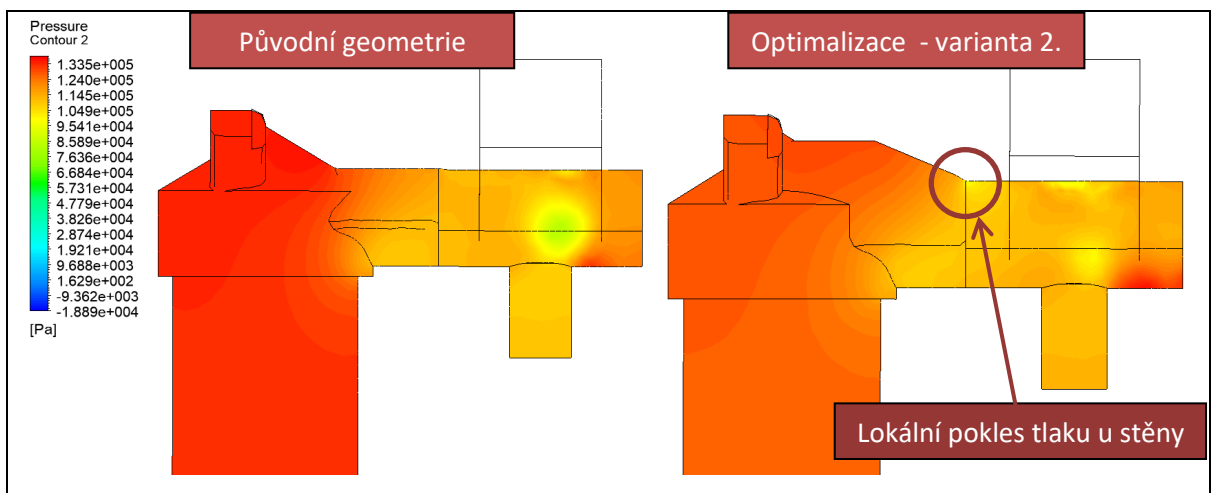 Pressure
Contour 2
1.335e+005
1.240e+005
1.145e+005
1.049e+005
9.541e+004
8.589e+004
7.636e+004
6.684e+004
5.731e+004
4.779e+004
3.826e+004
2.874e+004
1.921e+004
9.688e+003
1.629e+002
-9.362e+003
-1.889e+004
[Pa]
Původní geometrie
Optimalizace - varianta 2.
Lokální pokles tlaku u stěny